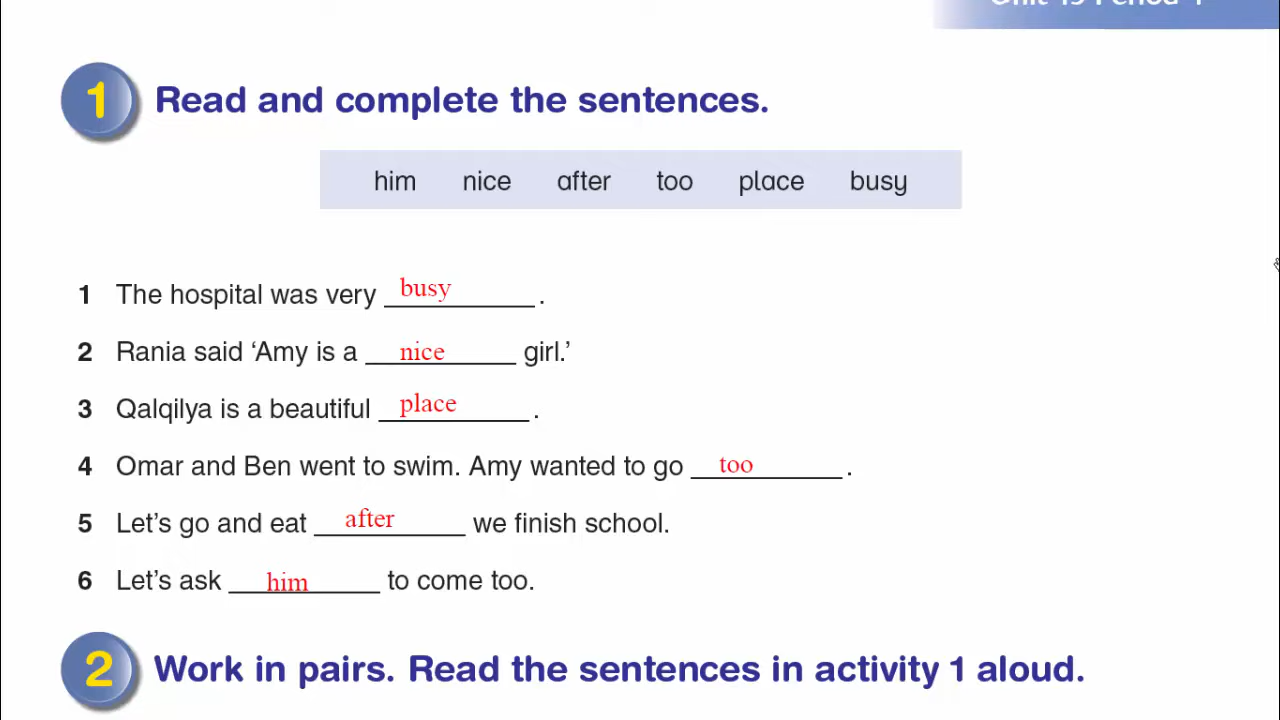 1 Read and complete the sentences.
him nice after too place busy
1 The hospital was very busy.
2 Rania said ‘Amy is a nice girl.’
3 Qalqilya is a beautiful place.
4 Omar and Ben went to swim. Amy wanted to go too.
5 Let’s go and eat after we finish school.
6 Let’s ask him to come too.
2 Work in pairs. Read the sentences in activity 1 aloud.